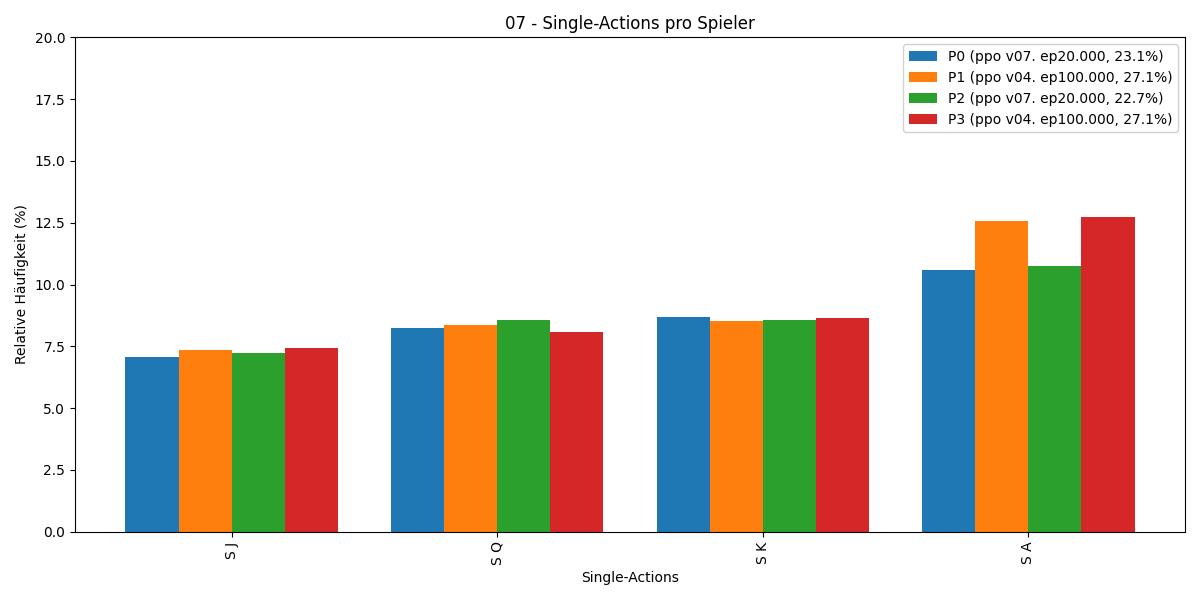 07 - Single-Actions pro Spieler
20.0
17.5
15.0
12.5
10.0
7.5
5.0
2.5
0.0
Relative Häufigkeit (%)
P0 (ppo v07. ep20.000, 23.1%)
P1 (ppo v04. ep100.000, 27.1%)
P2 (ppo v07. ep20.000, 22.7%)
P3 (ppo v04. ep100.000, 27.1%)
S J
S Q
S K
S A
Single-Actions